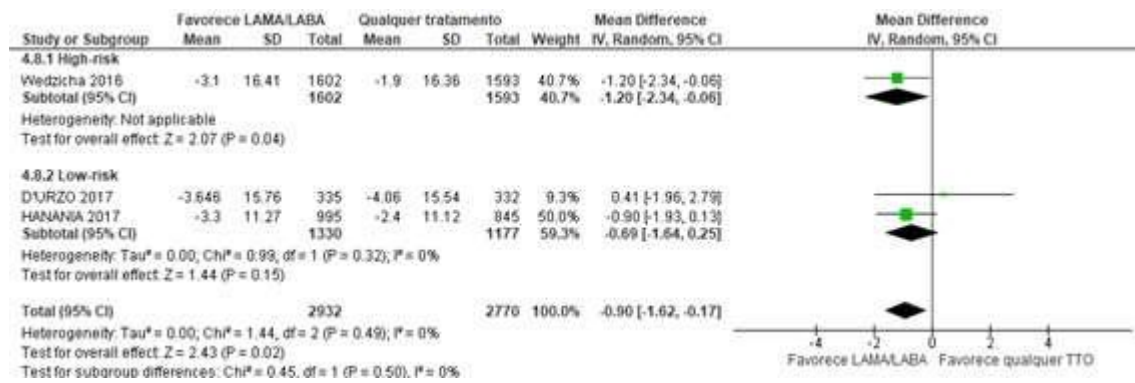 Favorece LAMA/LABA Qualquer tratamento Mean Difference Mean Difference
Study or Subgroup Mean SD Total Mean SD Total Weight IV, Random, 95% CI IV, Random, 95% CI
4.8.1 High-risk
Wedzicha 2016 -3.1 16.41 1602 -1.9 16.36 1593 40.7% -1.20 [-2.34, -0.06]
Subtotal (95% CI) 1602 1593 40.7% -1.20 [-2.34, -0.06]
Heterogeneity: Not applicable
Test for overall effect: Z = 2.07 (P = 0.04)
4.8.2 Low-risk
D'URZO 2017 -3.646 15.76 335 -4.06 15.54 332 9.3% 0.41 [-1.96, 2.79]
HANANIA 2017 -3.3 11.27 995 -2.4 11.12 845 50.0% -0.90 [-1.93, 0.13]
Subtotal (95% CI) 1330 1177 59.3% -0.69 [-1.64, 0.25]
Heterogeneity: Tau² = 0.00; Chi² = 0.99, df = 1 (P = 0.32); I² = 0%
Test for overall effect: Z = 1.44 (P = 0.15)
Total (95% CI) 2932 2770 100.0% -0.90 [-1.62, -0.17]
Heterogeneity: Tau² = 0.00; Chi² = 1.44, df = 2 (P = 0.49); I² = 0%
Test for overall effect: Z = 2.43 (P = 0.02)
Test for subgroup differences: Chi² = 0.45, df = 1 (P = 0.50), I² = 0%
-4 -2 0 2 4
Favorece LAMA/LABA Favorece qualquer TTO